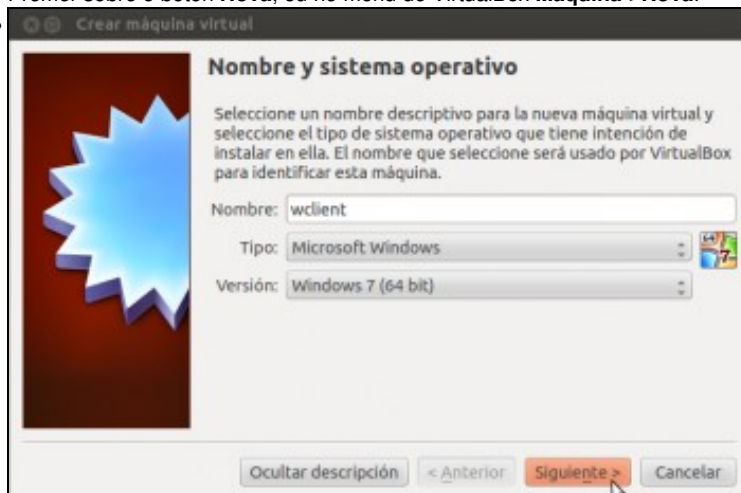 Crear máquina virtual
Nombre y sistema operativo
Seleccione un nombre descriptivo para la nueva máquina virtual y
seleccione el tipo de sistema operativo que tiene intención de
instalar en ella. El nombre que seleccione será usado por VirtualBox
para identificar esta máquina.
Nombre: wclient
Tipo: Microsoft Windows
64
7
Versión: Windows 7 (64 bit)
Ocultar descripción < Anterior Siguiente > Cancelar